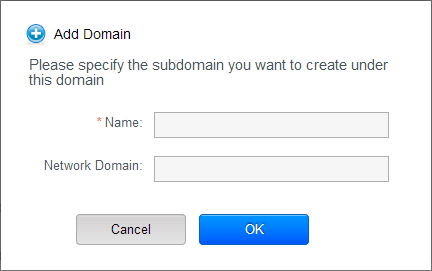 Add Domain
Please specify the subdomain you want to create under
this domain
* Name:
Network Domain:
Cancel OK